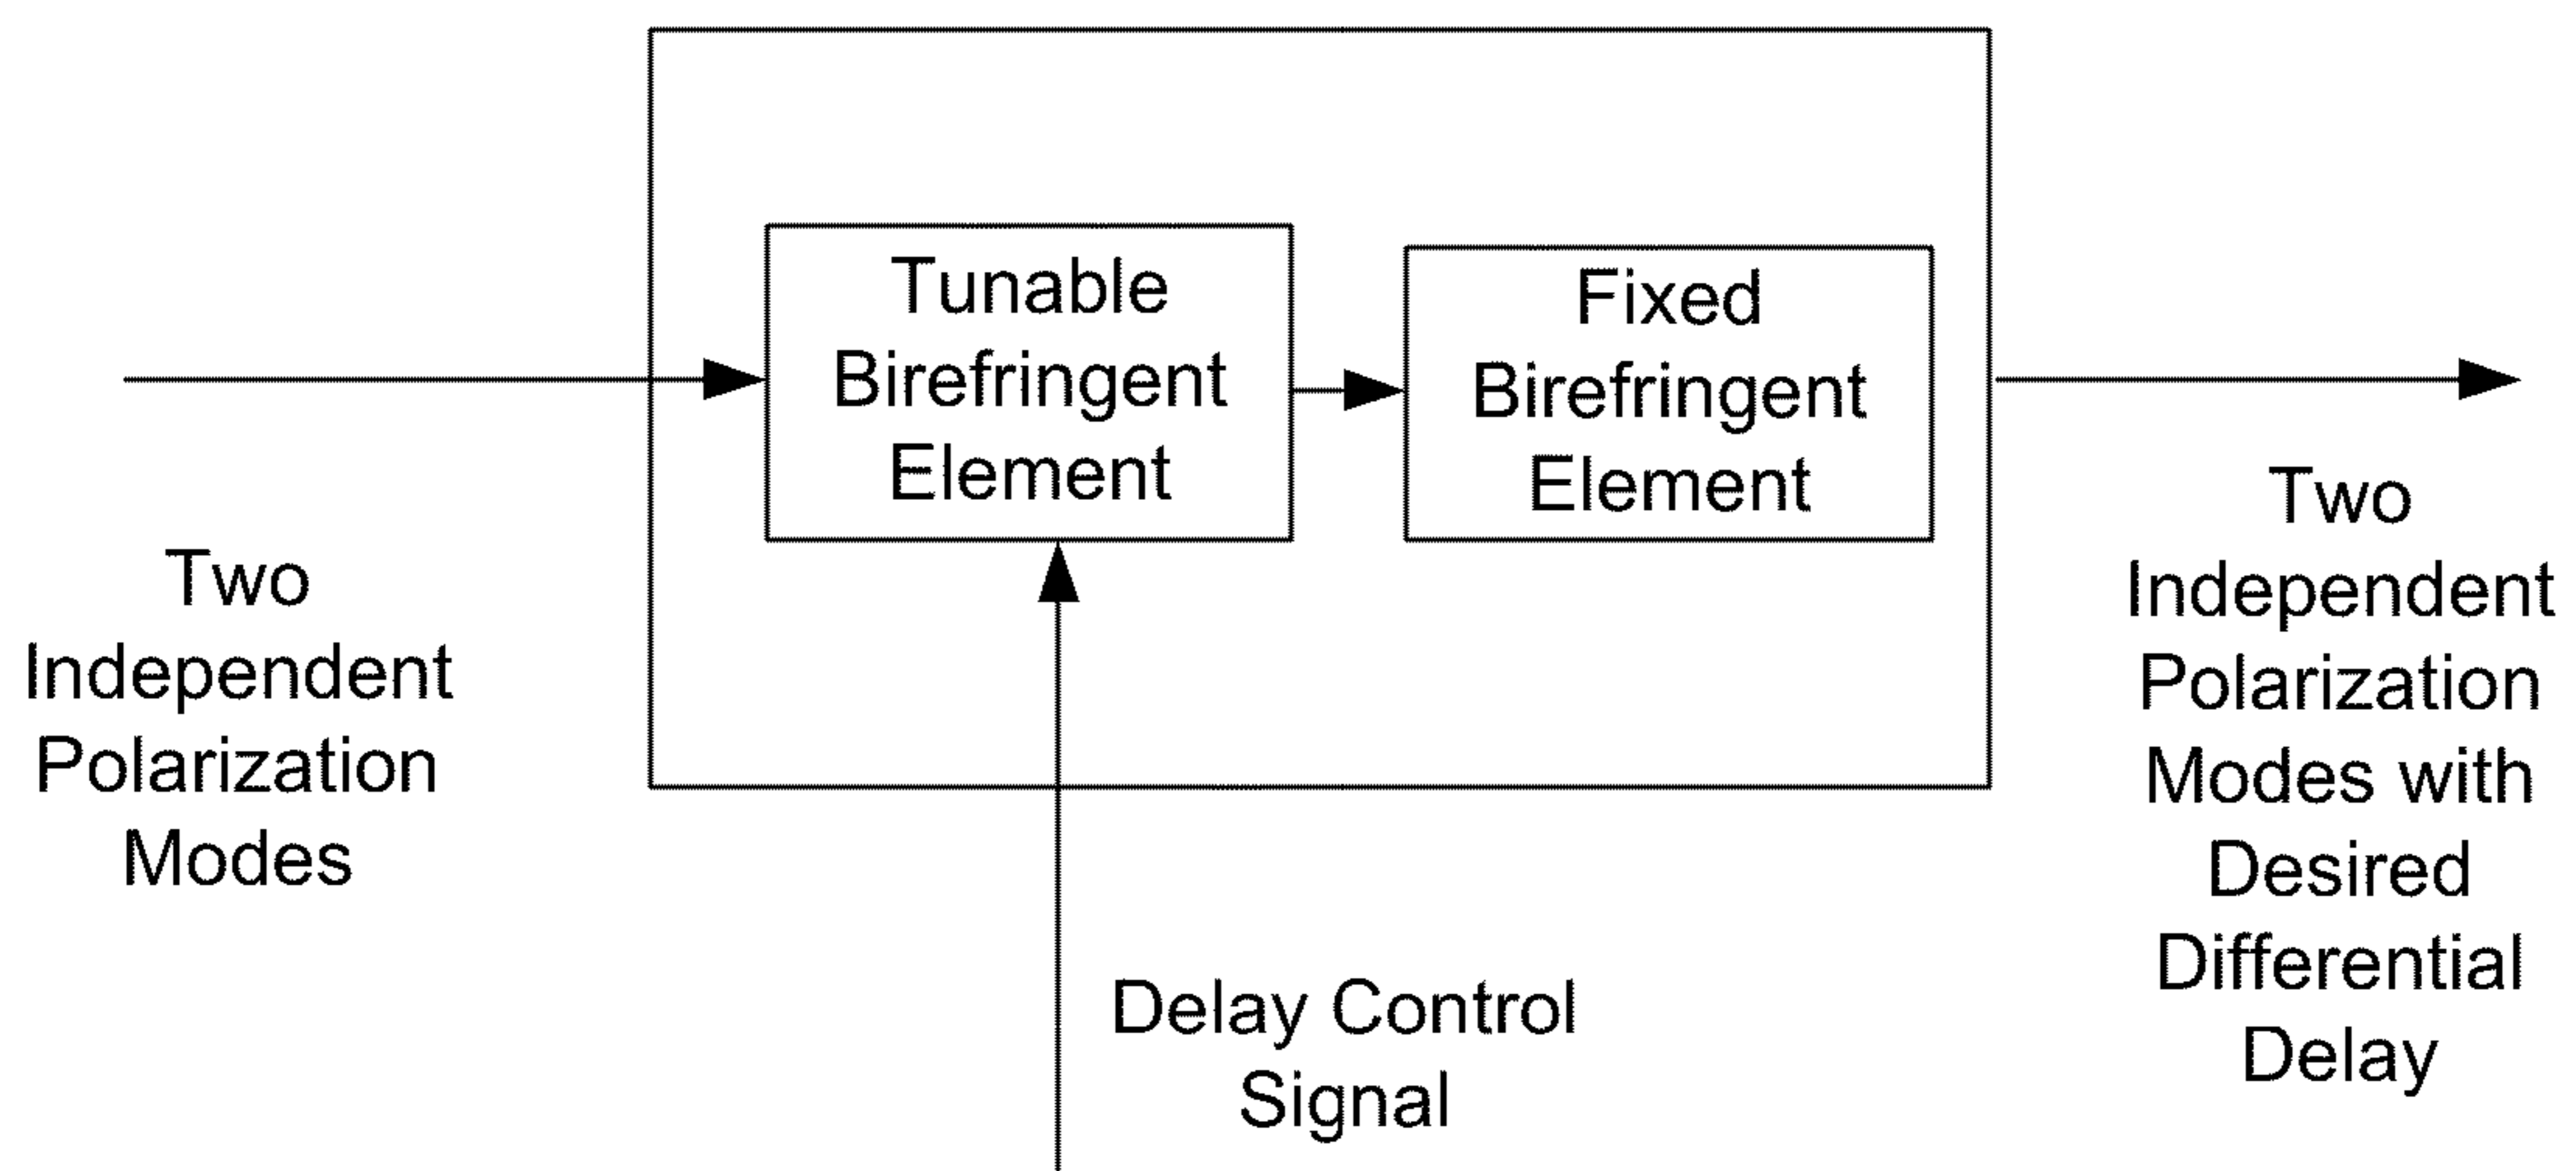 Tunable
Birefringent
Element
Fixed
Birefringent
Element
Two
Independent
Polarization
Modes
Two
Independent
Polarization
Modes with
Desired
Differential
Delay
Delay Control
Signal